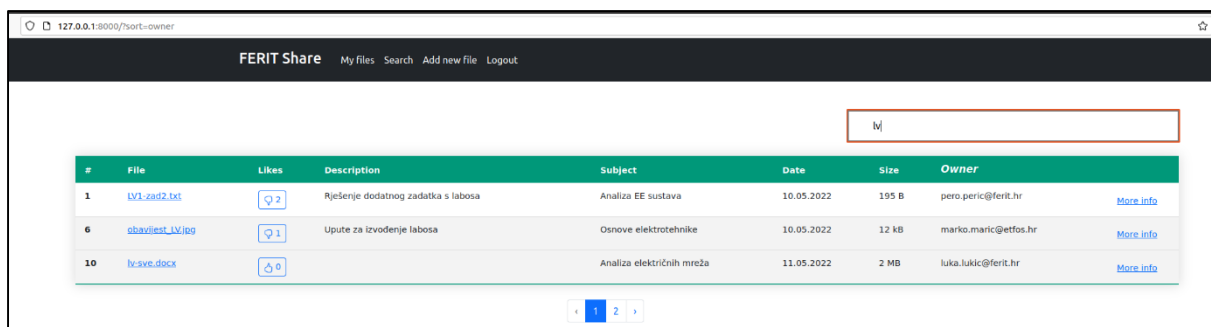 127.0.0.1:8000/?sort=owner
FERIT Share My files Search Add new file Logout
lv
# File Likes Description Subject Date Size Owner
1 LV1-zad2.txt 2 Rješenje dodatnog zadatka s labosa Analiza EE sustava 10.05.2022 195 B pero.peric@ferit.hr More info
6 obavijest_LV.jpg 1 Upute za izvođenje labosa Osnove elektrotehnike 10.05.2022 12 kB marko.maric@etfos.hr More info
10 lv-sve.docx 0 Analiza električnih mreža 11.05.2022 2 MB luka.lukic@ferit.hr More info
‹ 1 2 ›